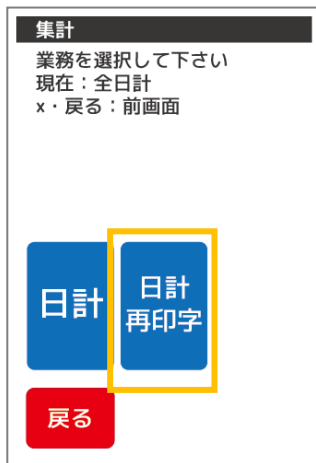 集計
業務を選択して下さい
現在：全日計
x・戻る：前画面
日計
日計
再印字
戻る